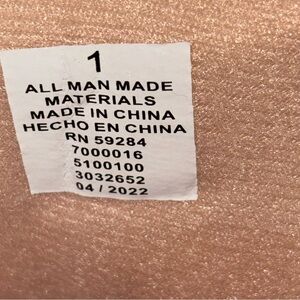 1
ALL MAN MADE
MATERIALS
MADE IN CHINA
HECHO EN CHINA
RN 59284
7000016
5100100
3032652
04 / 2022